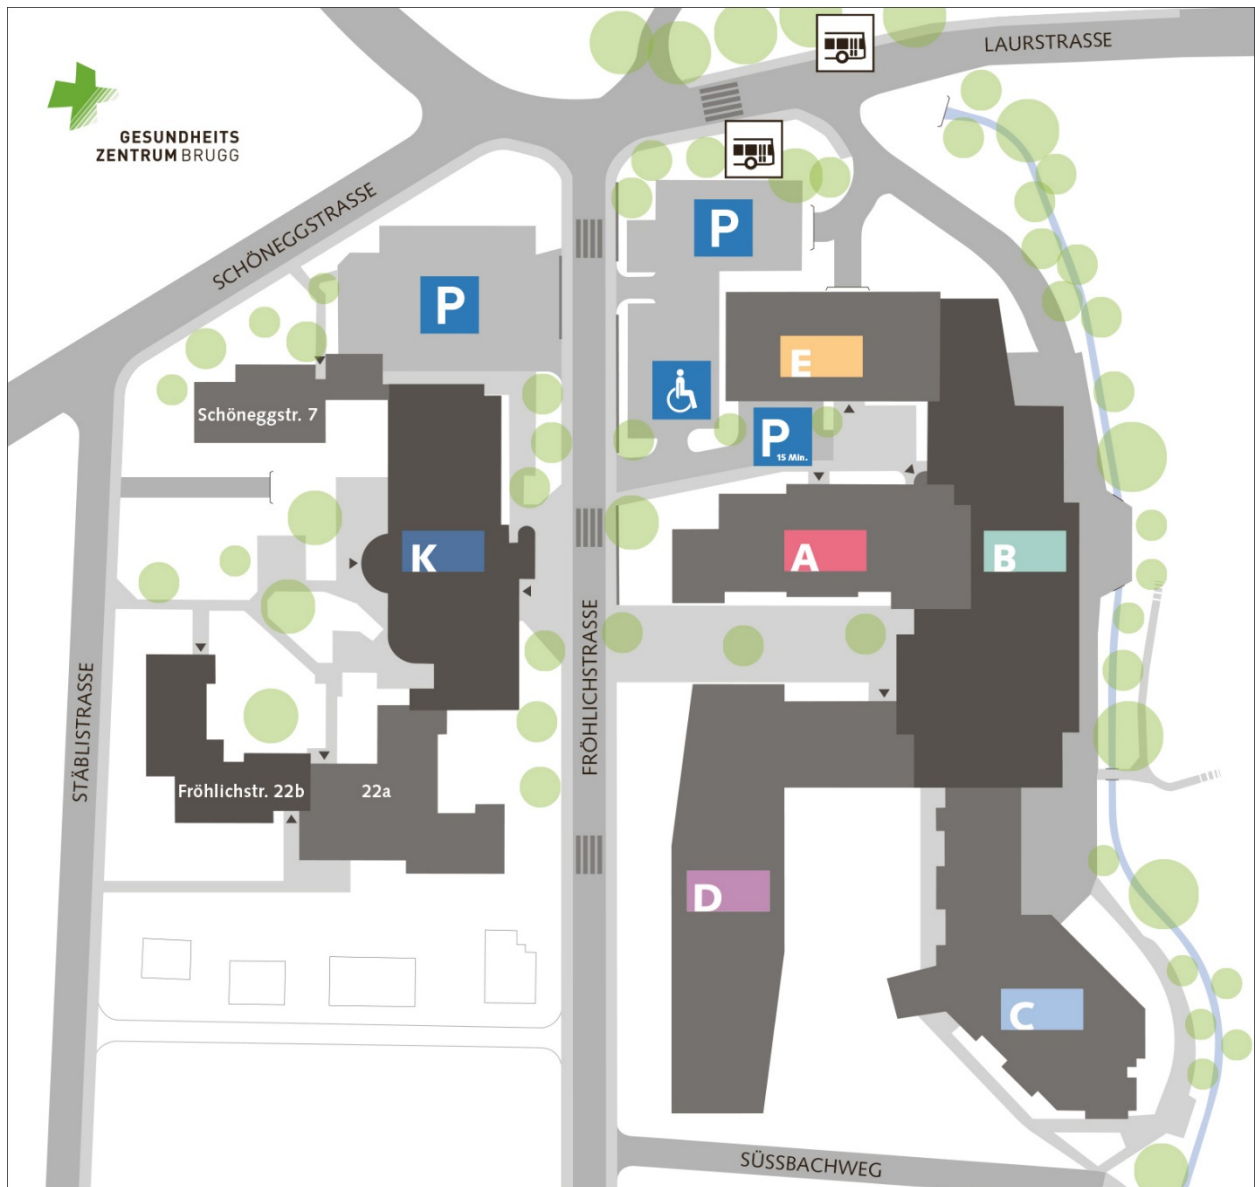 LAURSTRASSE
GESUNDHEITS
ZENTRUM BRUGG
SCHÖNEGGSTRASSE
P
P
E
Schöneggstr. 7
P
15 Min.
K
A
B
STÄBLISTRASSE
FRÖHLICHSTRASSE
Fröhlichstr. 22b
22a
D
C
SÜSSBACHWEG